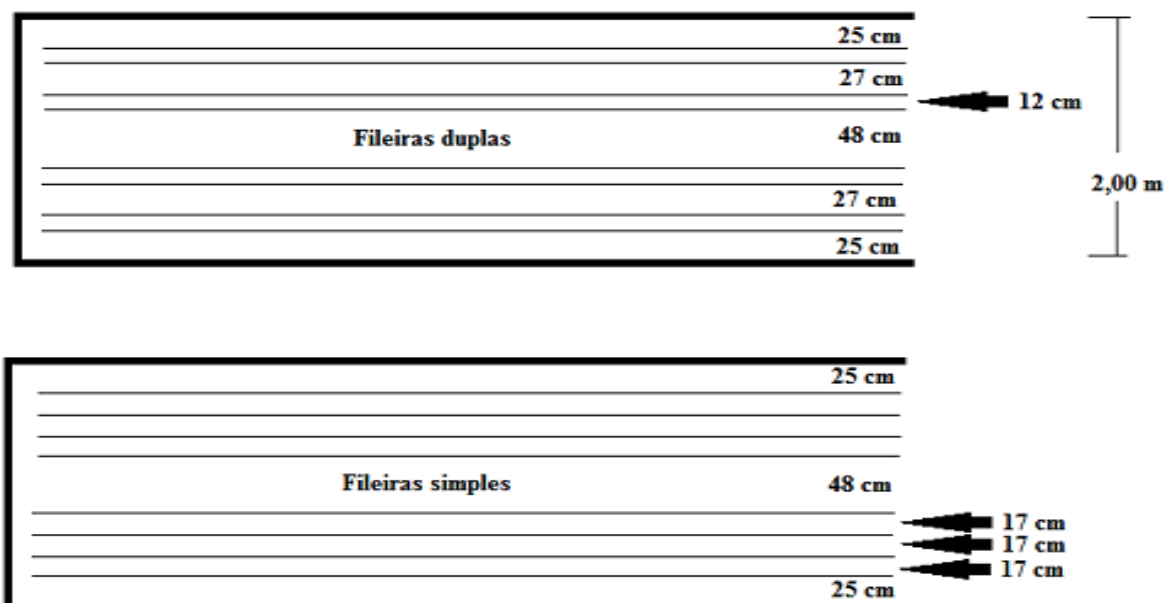 25 cm
27 cm
12 cm
Fileiras duplas
48 cm
2,00 m
27 cm
25 cm
25 cm
Fileiras simples
48 cm
17 cm
17 cm
17 cm
25 cm